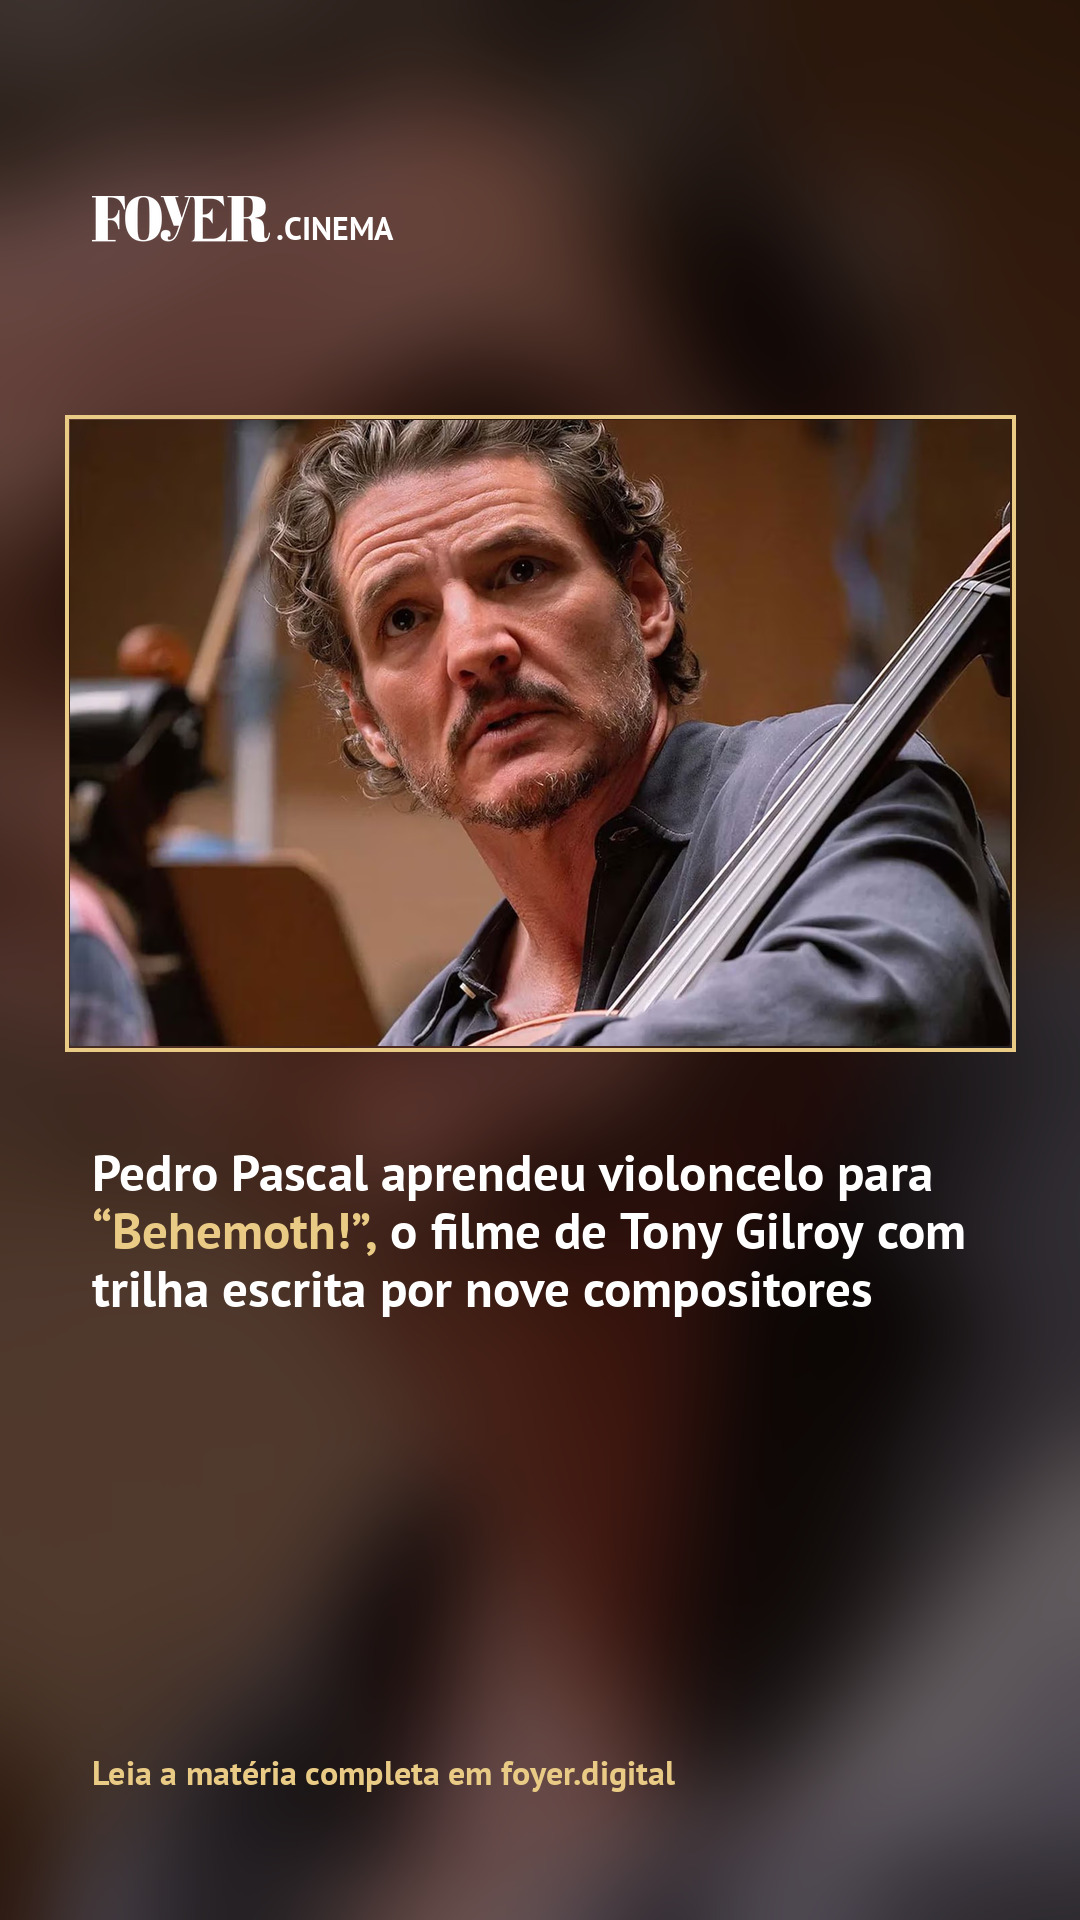 FOYER.CINEMA
Pedro Pascal aprendeu violoncelo para
“Behemoth!”, o filme de Tony Gilroy com
trilha escrita por nove compositores
Leia a matéria completa em foyer.digital